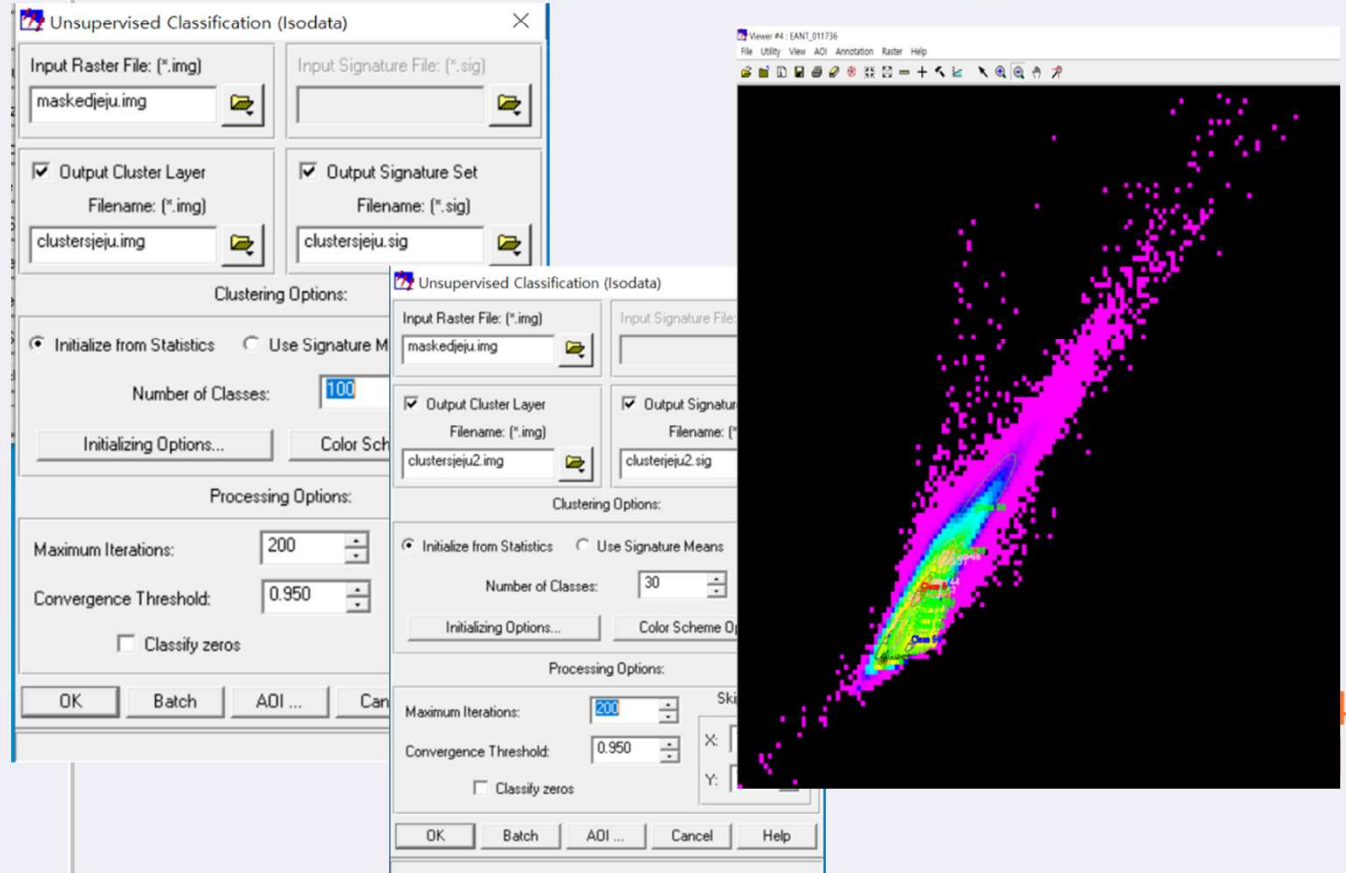 Unsupervised Classification (Isodata)
Input Raster File: (*.img)
Input Signature File: (*.sig)
maskedjeju.img
Output Cluster Layer
Output Signature Set
Filename: (*.img)
Filename: (*.sig)
clustersjeju.img
clustersjeju.sig
Clustering Options:
Initialize from Statistics
Use Signature M
Number of Classes:
100
Initializing Options...
Color Sch
Processing Options:
Maximum Iterations:
200
Convergence Threshold:
0.950
Classify zeros
OK
Batch
AOI ...
Can
Unsupervised Classification (Isodata)
Input Raster File: (*.img)
Input Signature File:
maskedjeju.img
Output Cluster Layer
Output Signatur
Filename: (*.img)
Filename: (*
clustersjeju2.img
clusterjeju2.sig
Clustering Options:
Initialize from Statistics
Use Signature Means
Number of Classes:
30
Initializing Options...
Color Scheme O
Processing Options:
Maximum Iterations:
200
Ski
Convergence Threshold:
0.950
X:
Classify zeros
Y:
OK
Batch
AOI ...
Cancel
Help
Viewer #4 : EANT_011736
File Utility View AOI Annotation Raster Help